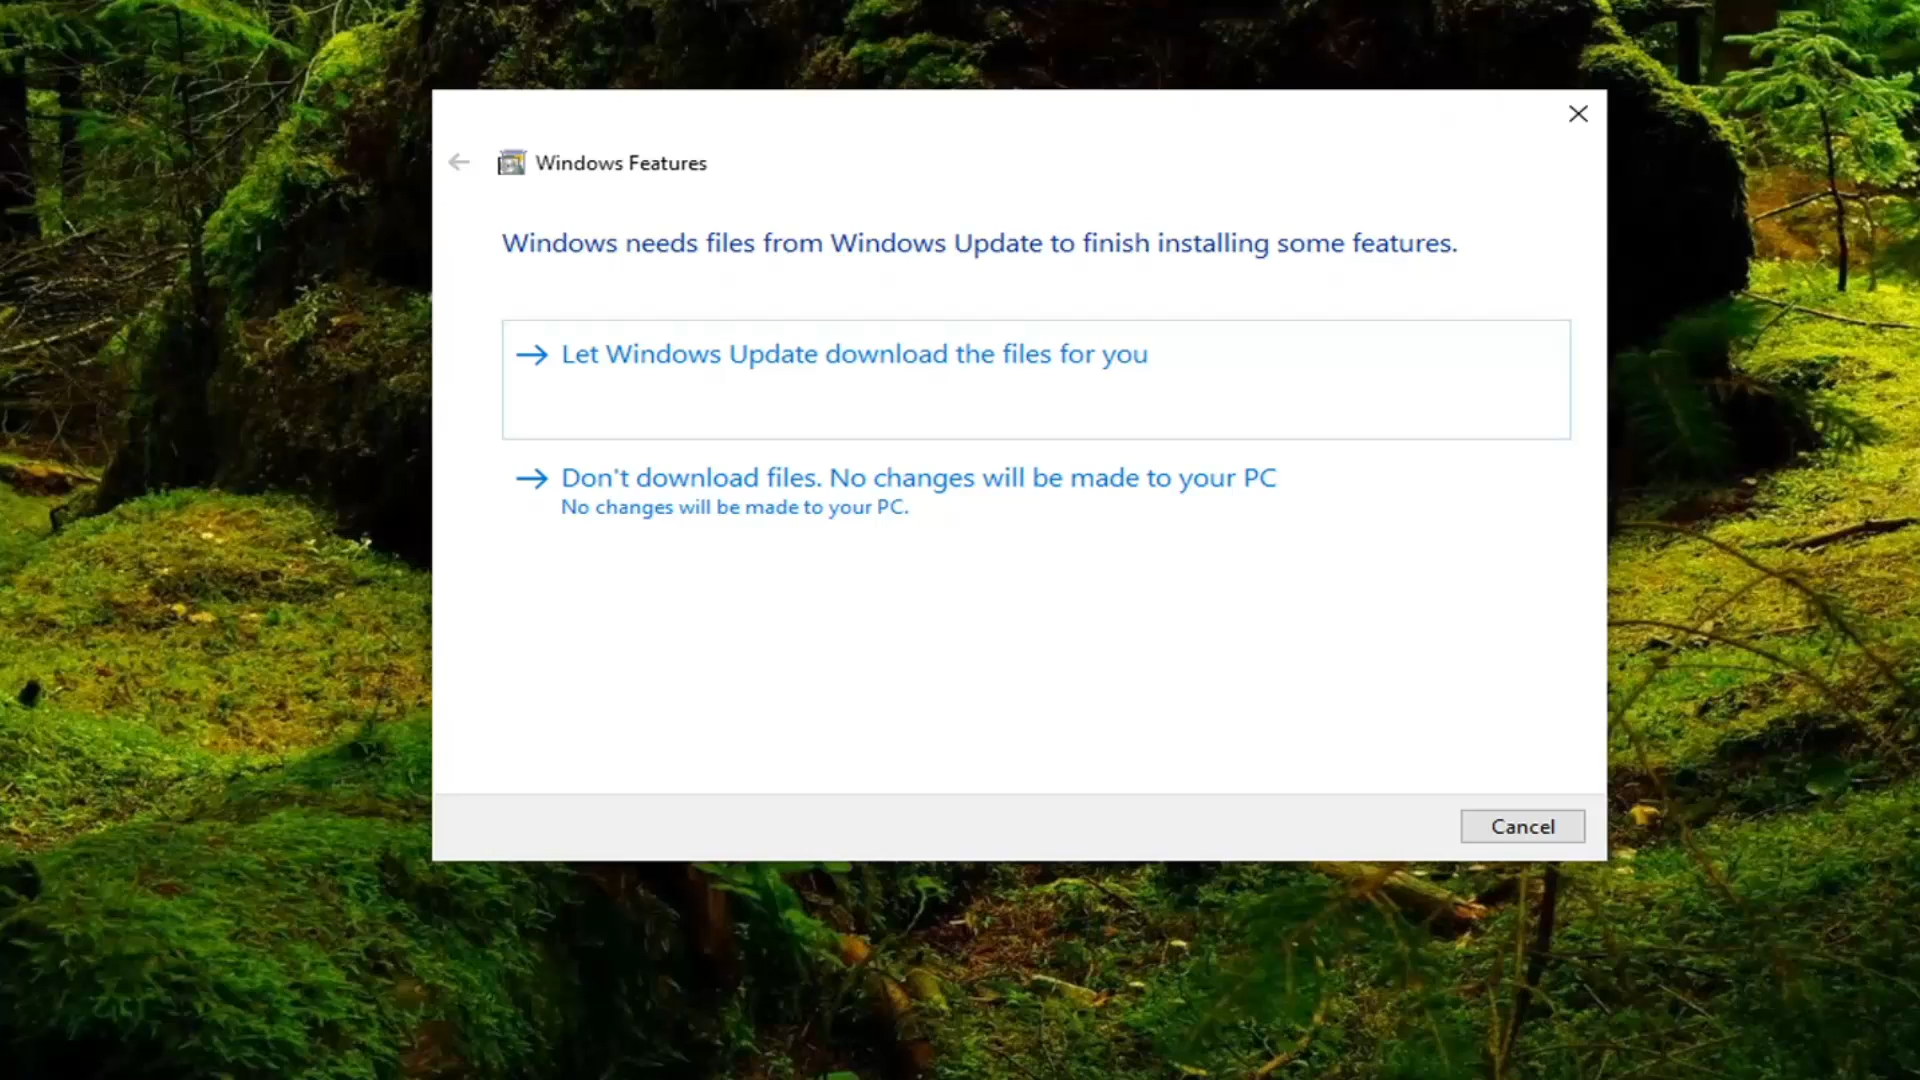 Windows Features
Windows needs files from Windows Update to finish installing some features.
Let Windows Update download the files for you
Don't download files. No changes will be made to your PC
No changes will be made to your PC.
Cancel